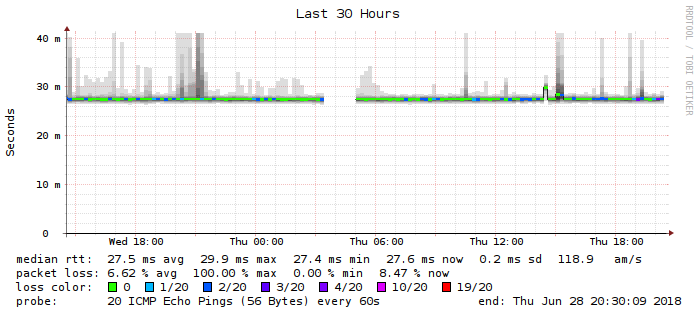 Last 30 Hours
RRDTOOL / TOBI OETIKER
Seconds
40 m
30 m
20 m
10 m
0
Wed 18:00 Thu 00:00 Thu 06:00 Thu 12:00 Thu 18:00
median rtt: 27.5 ms avg 29.9 ms max 27.4 ms min 27.6 ms now 0.2 ms sd 118.9 am/s
packet loss: 6.62 % avg 100.00 % max 0.00 % min 8.47 % now
loss color: 0 1/20 2/20 3/20 4/20 10/20 19/20
probe: 20 ICMP Echo Pings (56 Bytes) every 60s end: Thu Jun 28 20:30:09 2018